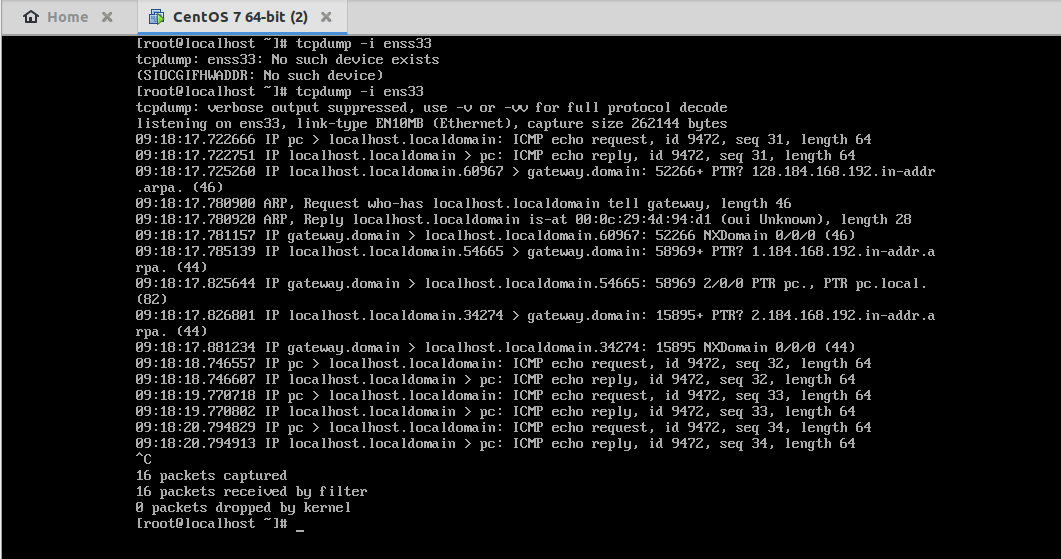 Home
CentOS 7 64-bit (2)
[root@localhost ~]# tcpdump -i enss33
tcpdump: enss33: No such device exists
(SIOCGIFHWADDR: No such device)
[root@localhost ~]# tcpdump -i ens33
tcpdump: verbose output suppressed, use -v or -vv for full protocol decode
listening on ens33, link-type EN10MB (Ethernet), capture size 262144 bytes
09:18:17.722666 IP pc > localhost.localdomain: ICMP echo request, id 9472, seq 31, length 64
09:18:17.722751 IP localhost.localdomain > pc: ICMP echo reply, id 9472, seq 31, length 64
09:18:17.725260 IP localhost.localdomain.60967 > gateway.domain: 52266+ PTR? 128.184.168.192.in-addr
.arpa. (46)
09:18:17.780900 ARP, Request who-has localhost.localdomain tell gateway, length 46
09:18:17.780920 ARP, Reply localhost.localdomain is-at 00:0c:29:4d:94:d1 (oui Unknown), length 28
09:18:17.781157 IP gateway.domain > localhost.localdomain.60967: 52266 NXDomain 0/0/0 (46)
09:18:17.785139 IP localhost.localdomain.54665 > gateway.domain: 58969+ PTR? 1.184.168.192.in-addr.a
rpa. (44)
09:18:17.825644 IP gateway.domain > localhost.localdomain.54665: 58969 2/0/0 PTR pc., PTR pc.local.
(82)
09:18:17.826801 IP localhost.localdomain.34274 > gateway.domain: 15895+ PTR? 2.184.168.192.in-addr.a
rpa. (44)
09:18:17.881234 IP gateway.domain > localhost.localdomain.34274: 15895 NXDomain 0/0/0 (44)
09:18:18.746557 IP pc > localhost.localdomain: ICMP echo request, id 9472, seq 32, length 64
09:18:18.746607 IP localhost.localdomain > pc: ICMP echo reply, id 9472, seq 32, length 64
09:18:19.770718 IP pc > localhost.localdomain: ICMP echo request, id 9472, seq 33, length 64
09:18:19.770802 IP localhost.localdomain > pc: ICMP echo reply, id 9472, seq 33, length 64
09:18:20.794829 IP pc > localhost.localdomain: ICMP echo request, id 9472, seq 34, length 64
09:18:20.794913 IP localhost.localdomain > pc: ICMP echo reply, id 9472, seq 34, length 64
^C
16 packets captured
16 packets received by filter
0 packets dropped by kernel
[root@localhost ~]# _